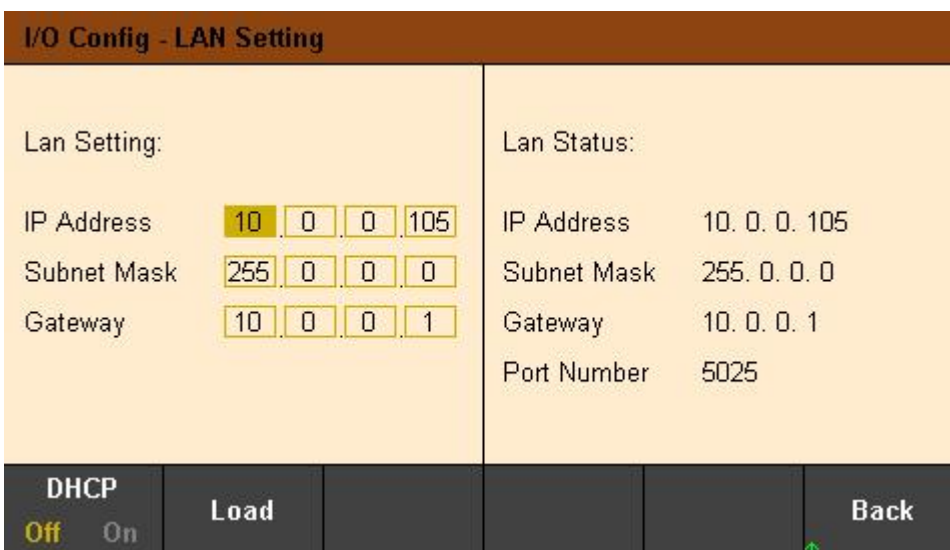 I/O Config - LAN Setting
Lan Setting:
IP Address 10 . 0 . 0 . 105
Subnet Mask 255 . 0 . 0 . 0
Gateway 10 . 0 . 0 . 1
Lan Status:
IP Address 10. 0. 0. 105
Subnet Mask 255. 0. 0. 0
Gateway 10. 0. 0. 1
Port Number 5025
DHCP
Off On
Load
Back